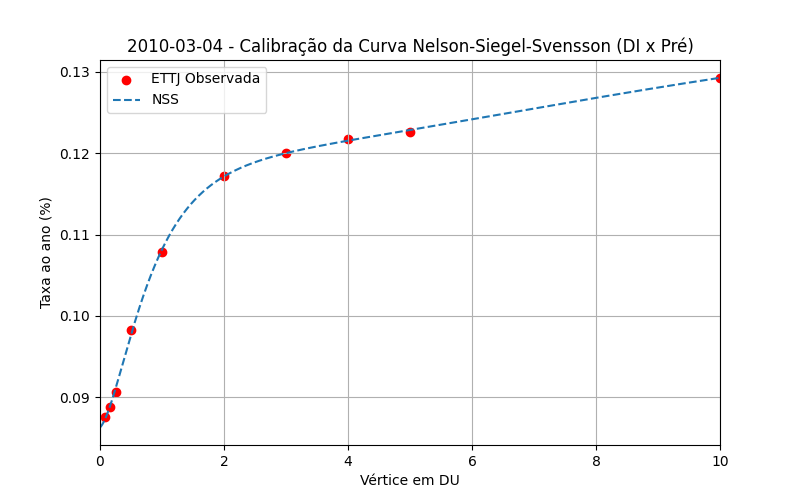 2010-03-04 - Calibração da Curva Nelson-Siegel-Svensson (DI x Pré)
ETTJ Observada
NSS
Taxa ao ano (%)
0.13
0.12
0.11
0.10
0.09
0 2 4 6 8 10
Vértice em DU